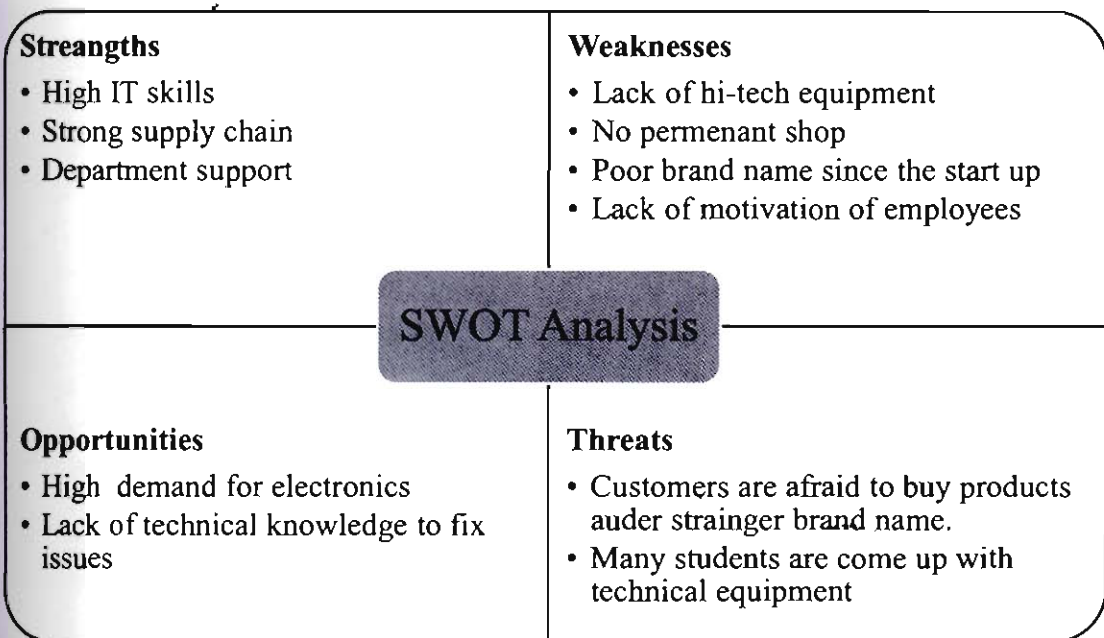 Streangths
• High IT skills
• Strong supply chain
• Department support
Weaknesses
• Lack of hi-tech equipment
• No permenant shop
• Poor brand name since the start up
• Lack of motivation of employees
SWOT Analysis
Opportunities
• High demand for electronics
• Lack of technical knowledge to fix
issues
Threats
• Customers are afraid to buy products
auder strainger brand name.
• Many students are come up with
technical equipment